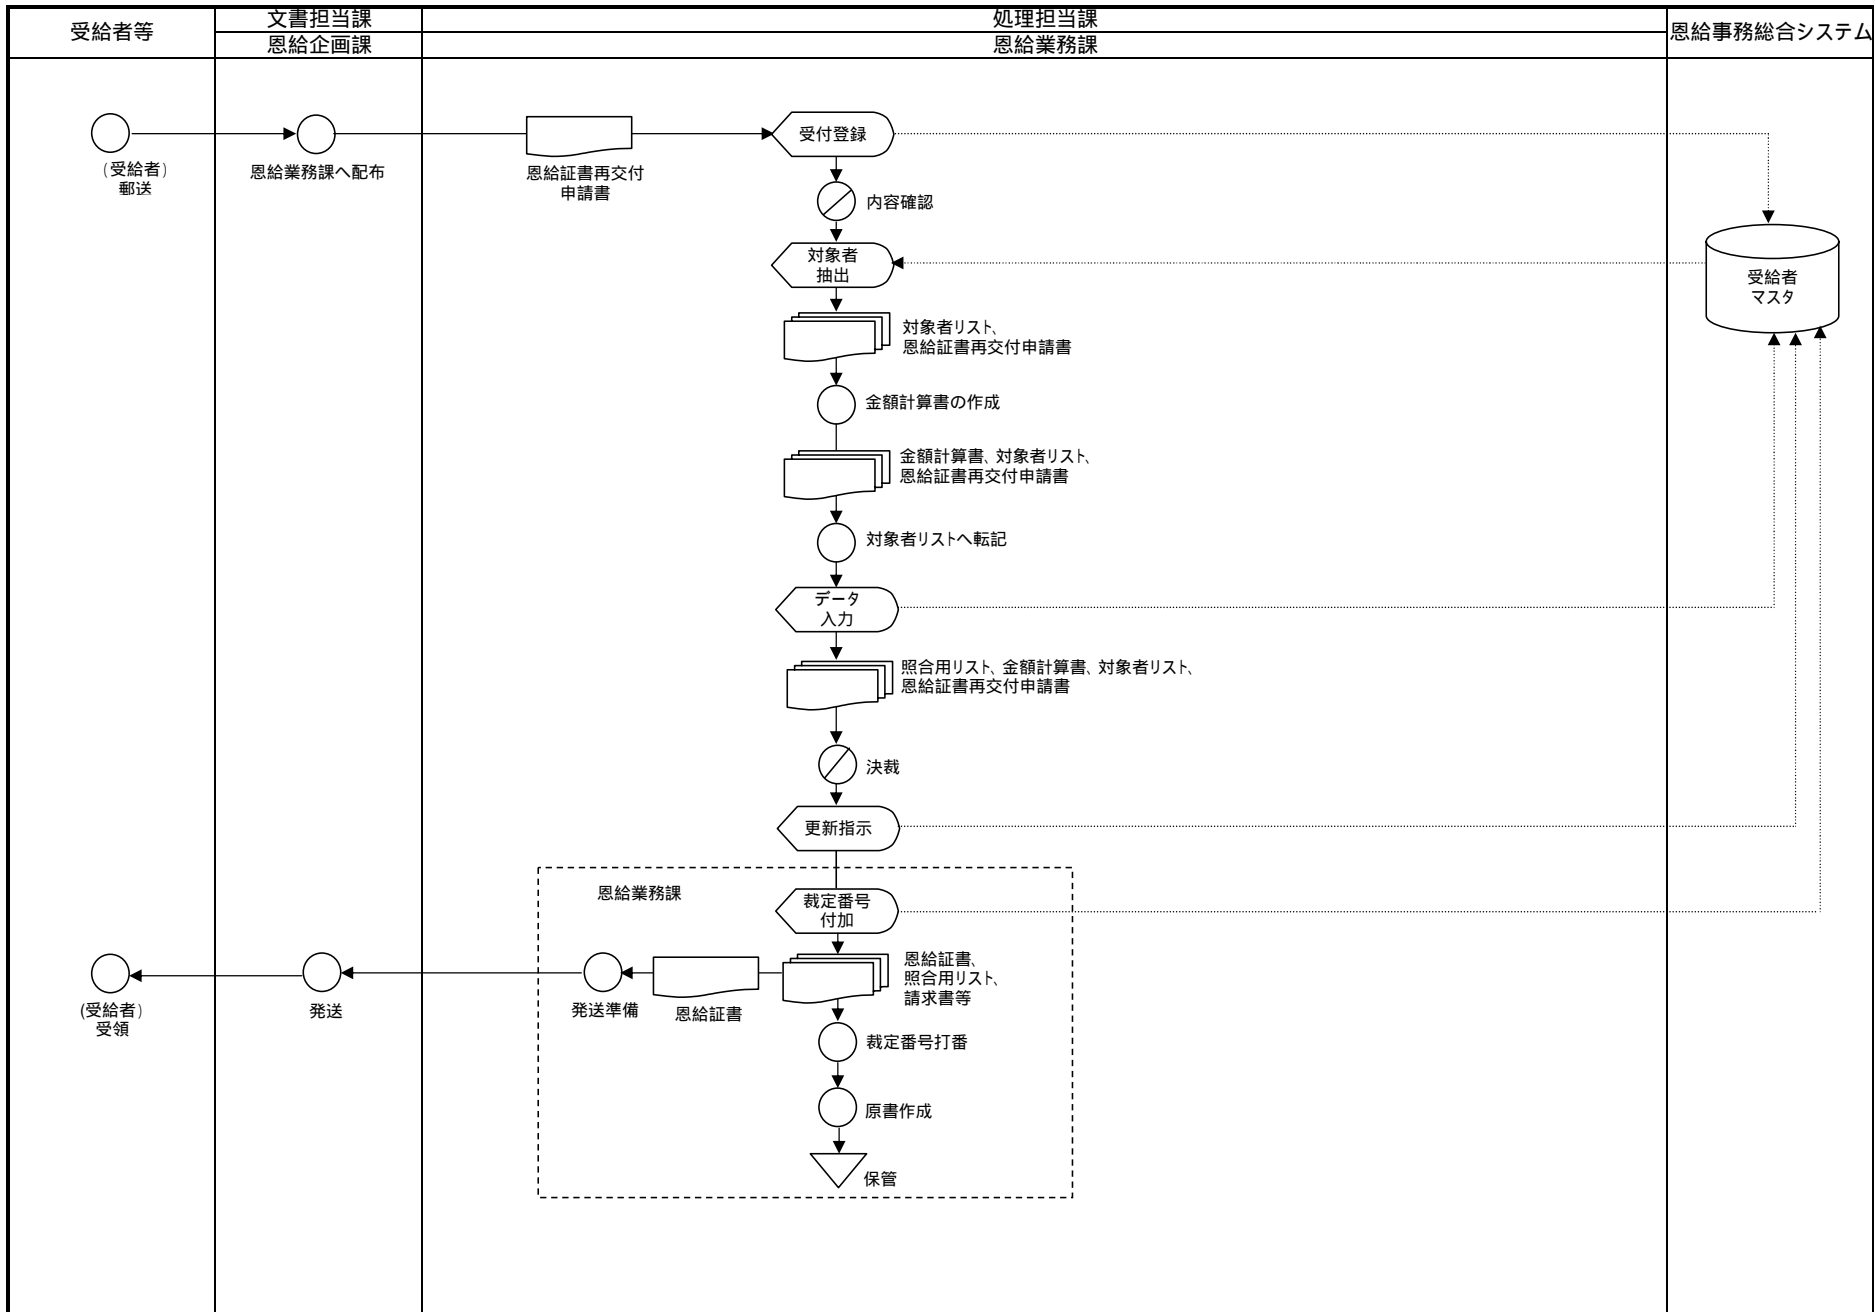 受給者等
文書担当課
恩給企画課
処理担当課
恩給業務課
恩給事務総合システム
(受給者)
郵送
恩給業務課へ配布
恩給証書再交付
申請書
受付登録
内容確認
対象者
抽出
受給者
マスタ
対象者リスト、
恩給証書再交付申請書
金額計算書の作成
金額計算書、対象者リスト、
恩給証書再交付申請書
対象者リストへ転記
データ
入力
照合用リスト、金額計算書、対象者リスト、
恩給証書再交付申請書
決裁
更新指示
恩給業務課
裁定番号
付加
恩給証書、
照合用リスト、
請求書等
恩給証書
発送準備
発送
(受給者)
受領
裁定番号打番
原書作成
保管